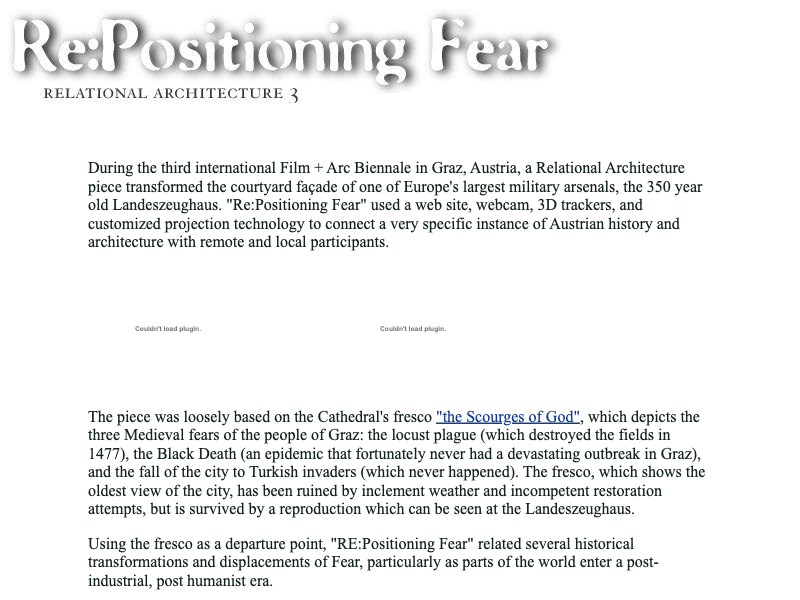 Re:Positioning Fear
RELATIONAL ARCHITECTURE 3
During the third international Film + Arc Biennale in Graz, Austria, a Relational Architecture
piece transformed the courtyard façade of one of Europe's largest military arsenals, the 350 year
old Landeszeughaus. "Re:Positioning Fear" used a web site, webcam, 3D trackers, and
customized projection technology to connect a very specific instance of Austrian history and
architecture with remote and local participants.
Couldn't load plugin. Couldn't load plugin.
The piece was loosely based on the Cathedral's fresco "the Scourges of God", which depicts the
three Medieval fears of the people of Graz: the locust plague (which destroyed the fields in
1477), the Black Death (an epidemic that fortunately never had a devastating outbreak in Graz),
and the fall of the city to Turkish invaders (which never happened). The fresco, which shows the
oldest view of the city, has been ruined by inclement weather and incompetent restoration
attempts, but is survived by a reproduction which can be seen at the Landeszeughaus.
Using the fresco as a departure point, "RE:Positioning Fear" related several historical
transformations and displacements of Fear, particularly as parts of the world enter a post-
industrial, post humanist era.